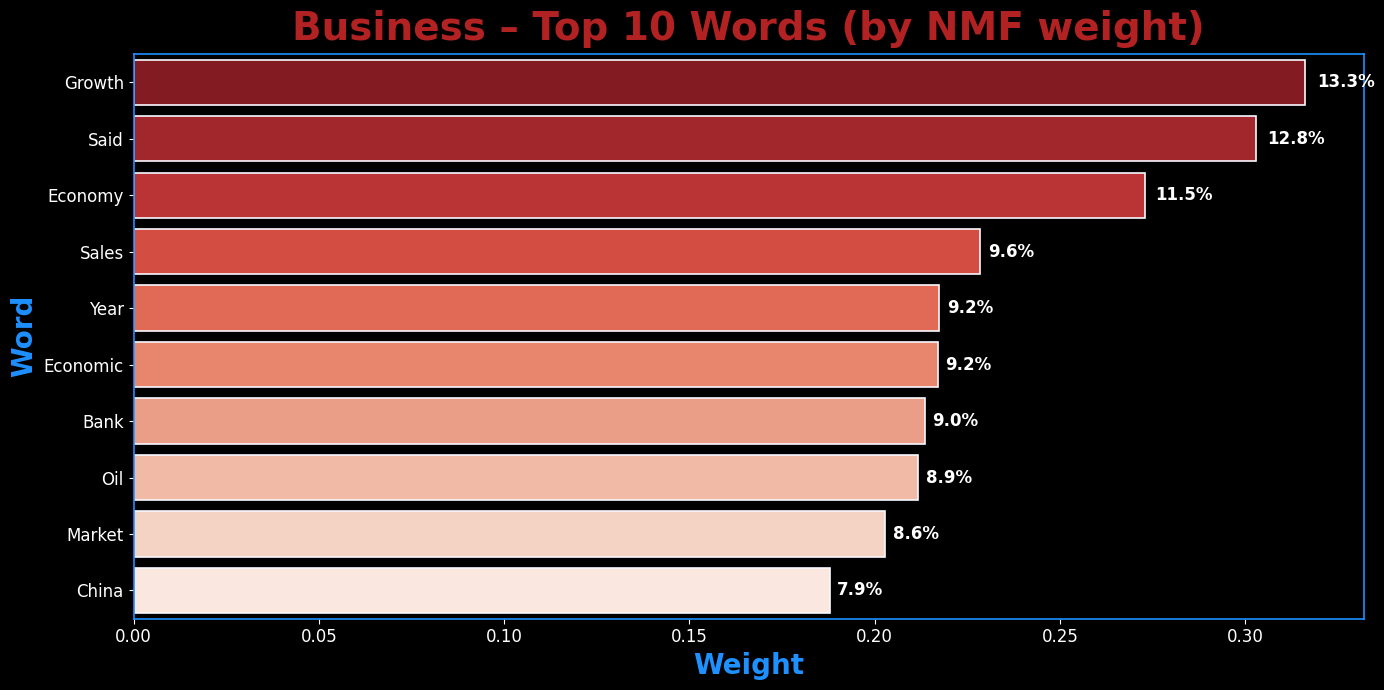 Business – Top 10 Words (by NMF weight)
Word
Growth 13.3%
Said 12.8%
Economy 11.5%
Sales 9.6%
Year 9.2%
Economic 9.2%
Bank 9.0%
Oil 8.9%
Market 8.6%
China 7.9%
0.00 0.05 0.10 0.15 0.20 0.25 0.30
Weight